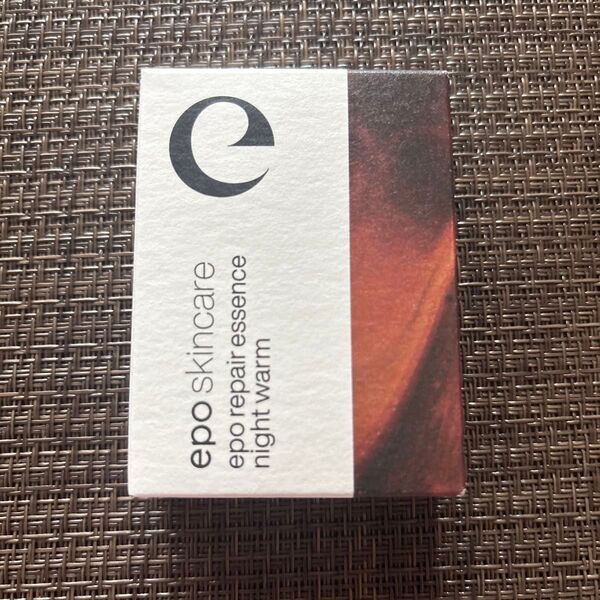 e
epo skincare
epo repair essence
night warm